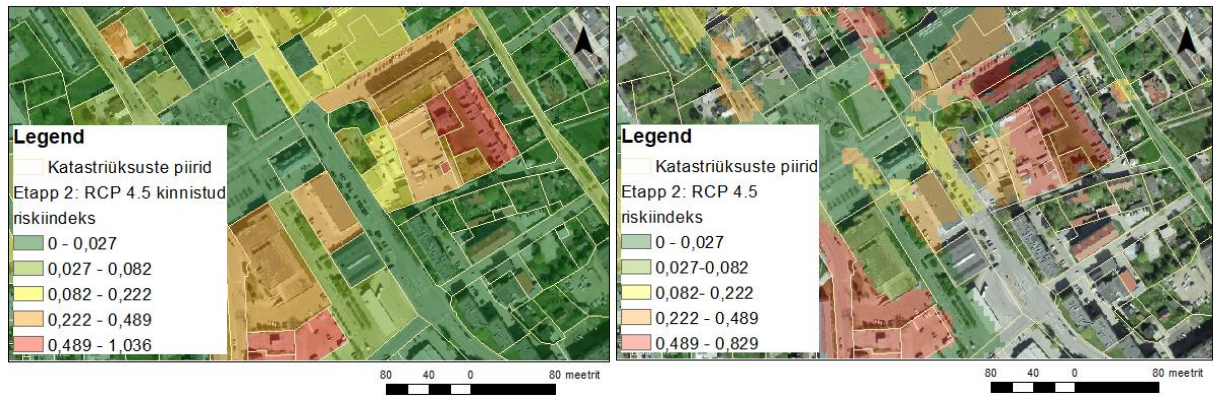 Legend
Katastriüksuste piirid
Etapp 2: RCP 4.5 kinnistud
riskiindeks
0 - 0,027
0,027 - 0,082
0,082 - 0,222
0,222 - 0,489
0,489 - 1,036
80 40 0 80 meetrit
Legend
Katastriüksuste piirid
Etapp 2: RCP 4.5
riskiindeks
0 - 0,027
0,027-0,082
0,082- 0,222
0,222 - 0,489
0,489 - 0,829
80 40 0 80 meetrit